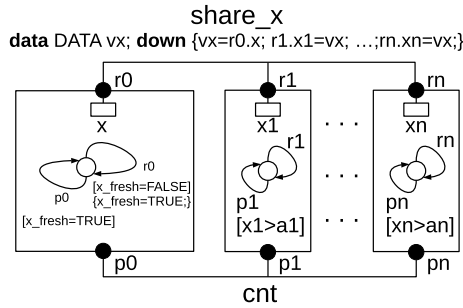 share_x
data DATA vx; down {vx=r0.x; r1.x1=vx; …;rn.xn=vx;}
r0 r1 rn
x x1 xn
. . .
r1 rn
r0
p0 [x_fresh=FALSE] p1 . . . pn
{x_fresh=TRUE;}
[x_fresh=TRUE] [x1>a1] . . . [xn>an]
p0 p1 pn
cnt